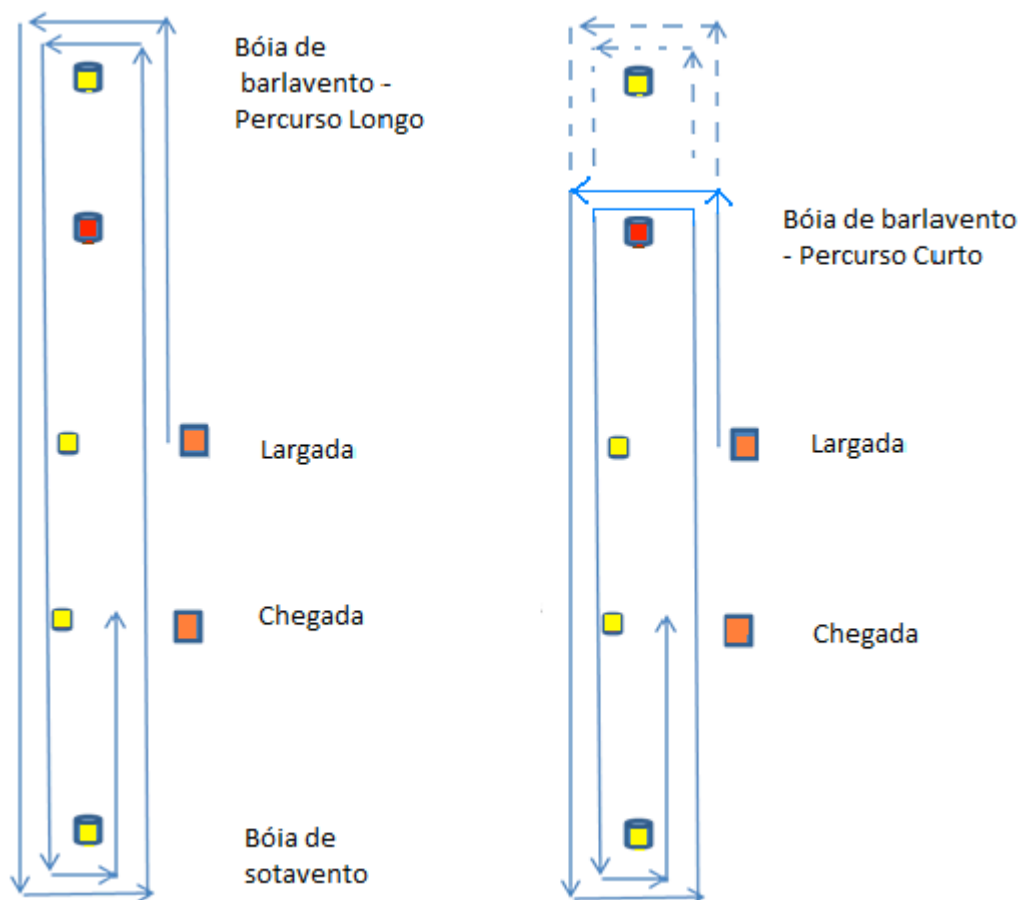 Bóia de
barlavento -
Percurso Longo
Largada
Chegada
Bóia de
sotavento
Bóia de barlavento
- Percurso Curto
Largada
Chegada